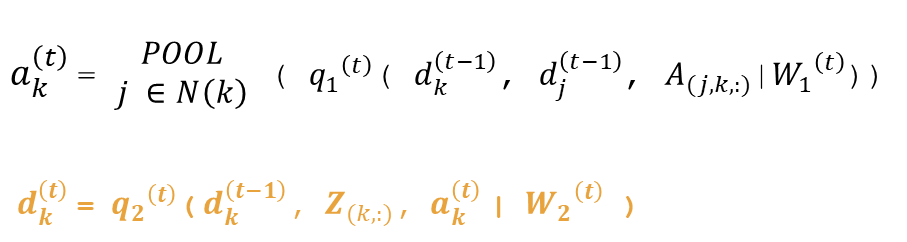 a_k^{(t)} = POOL_{j ∈ N(k)} ( q_1^{(t)} ( d_k^{(t-1)}, d_j^{(t-1)}, A_{(j,k,:)} | W_1^{(t)} ) )
d_k^{(t)} = q_2^{(t)} ( d_k^{(t-1)}, Z_{(k,:)}, a_k^{(t)} | W_2^{(t)} )